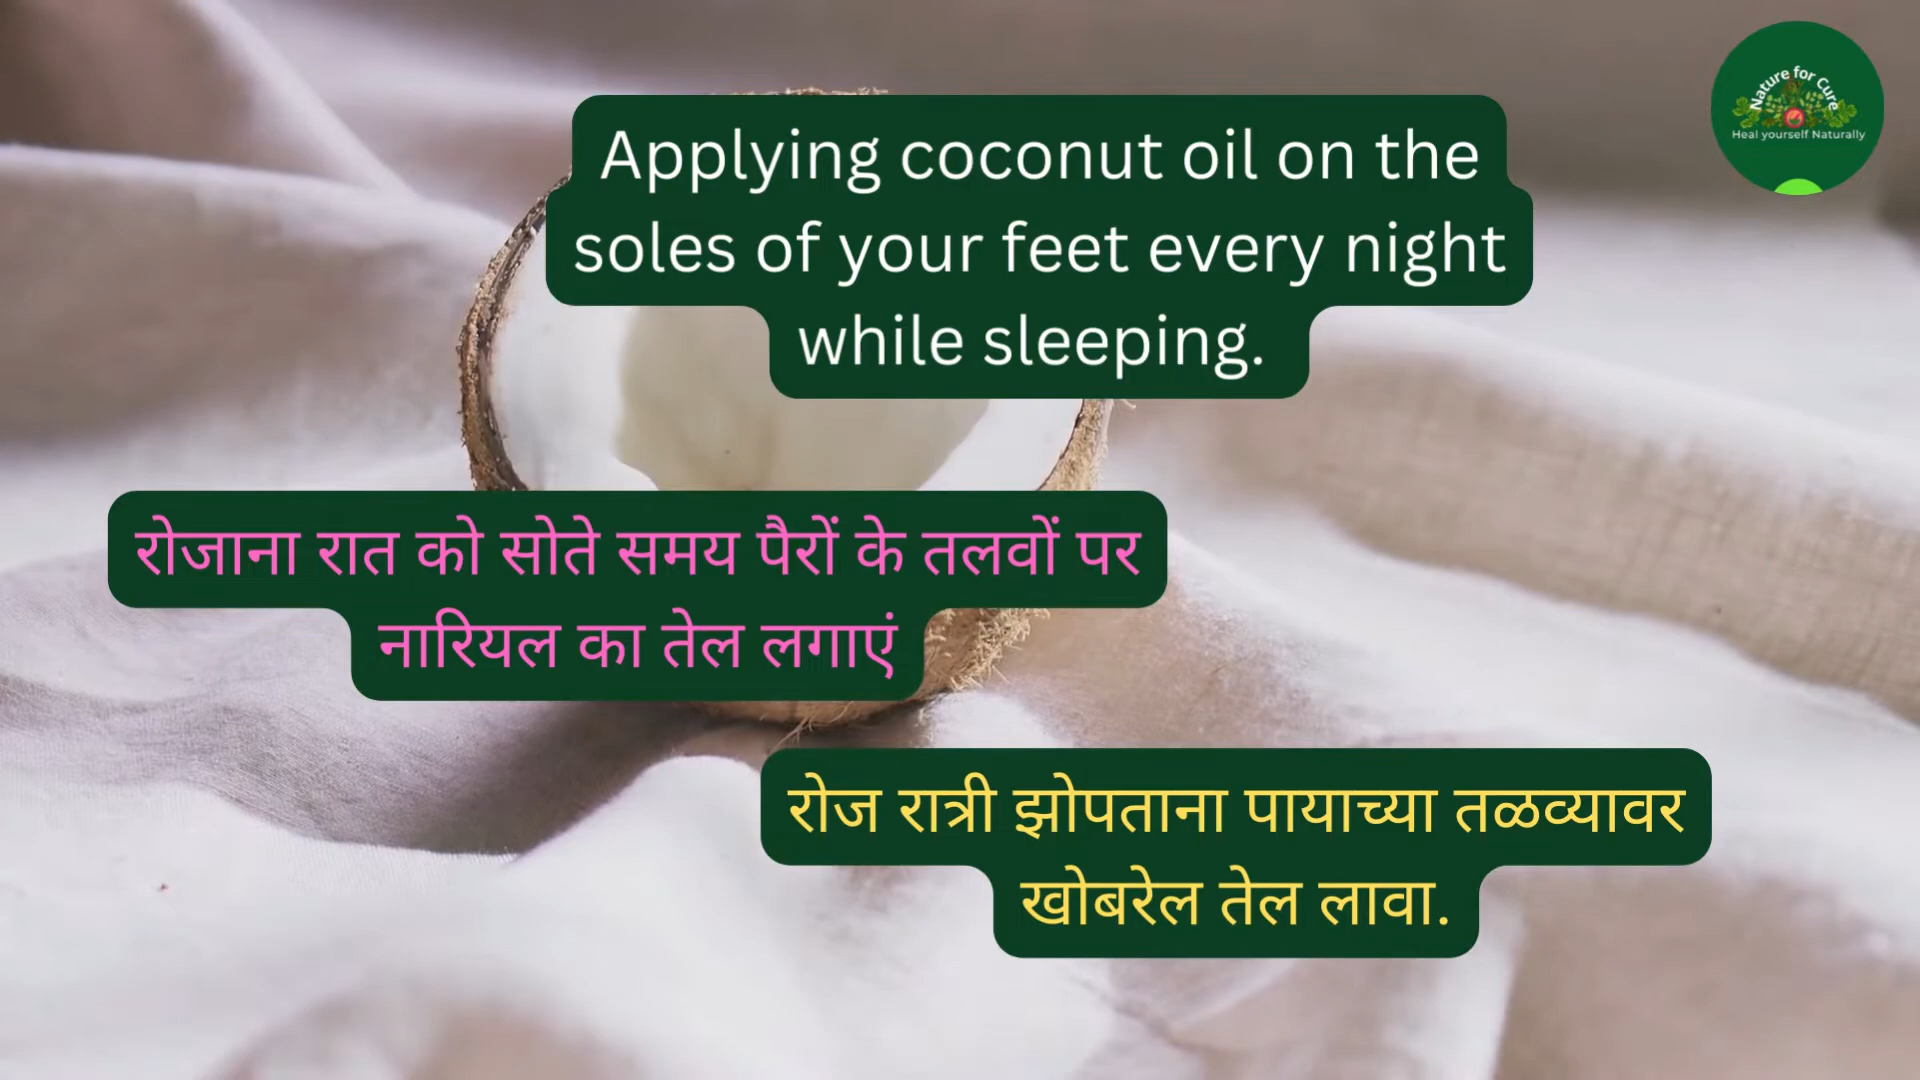 Nature for Cure
Heal yourself Naturally
Applying coconut oil on the
soles of your feet every night
while sleeping.
रोजाना रात को सोते समय पैरों के तलवों पर
नारियल का तेल लगाएं
रोज रात्री झोपताना पायाच्या तळव्यावर
खोबरेल तेल लावा.